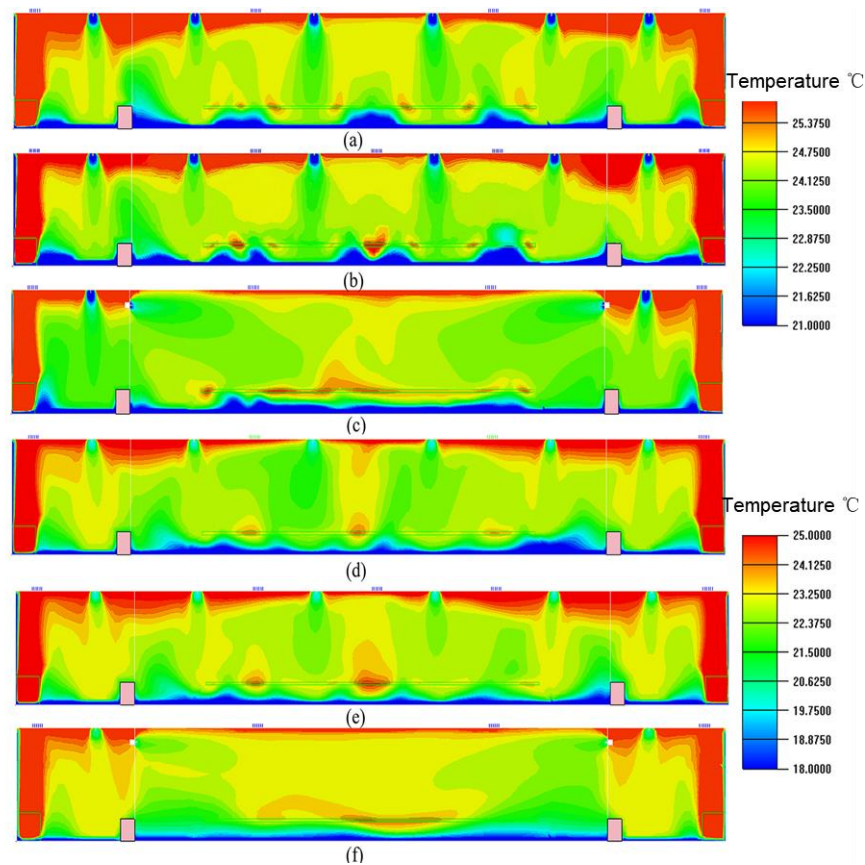 Temperature ℃
25.3750
24.7500
24.1250
23.5000
22.8750
22.2500
21.6250
21.0000
(a)
(b)
(c)
(d)
Temperature ℃
25.0000
24.1250
23.2500
22.3750
21.5000
20.6250
19.7500
18.8750
18.0000
(e)
(f)